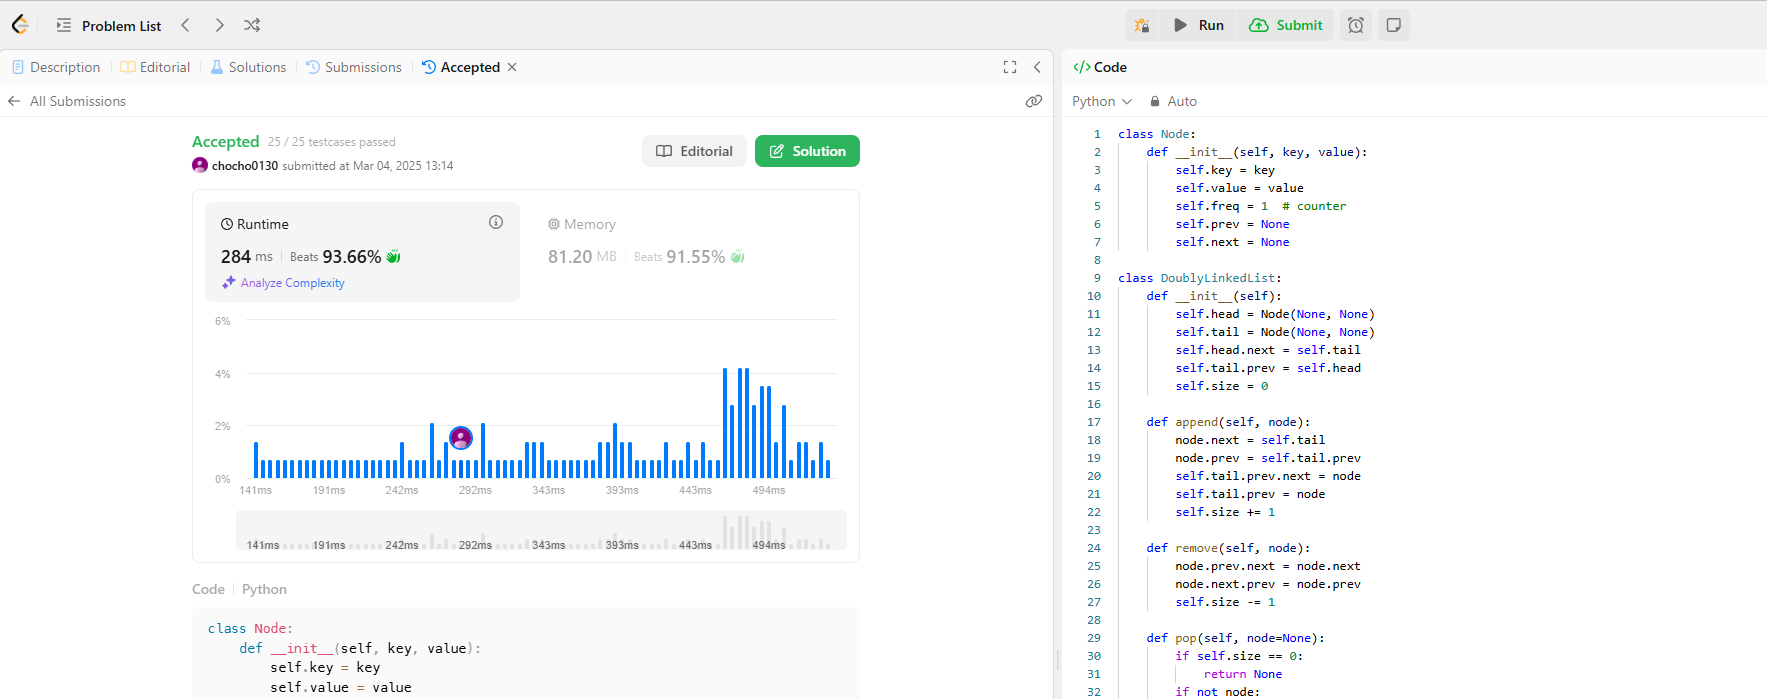 Problem List
Run
Submit
Description
Editorial
Solutions
Submissions
Accepted
All Submissions
Accepted 25 / 25 testcases passed
chocho0130 submitted at Mar 04, 2025 13:14
Editorial
Solution
Runtime
284 ms Beats 93.66%
Analyze Complexity
Memory
81.20 MB Beats 91.55%
6%
4%
2%
0%
141ms 191ms 242ms 292ms 343ms 393ms 443ms 494ms
141ms 191ms 242ms 292ms 343ms 393ms 443ms 494ms
Code Python
class Node:
    def __init__(self, key, value):
        self.key = key
        self.value = value
</> Code
Python Auto
1 class Node:
2     def __init__(self, key, value):
3         self.key = key
4         self.value = value
5         self.freq = 1  # counter
6         self.prev = None
7         self.next = None
8
9 class DoublyLinkedList:
10     def __init__(self):
11         self.head = Node(None, None)
12         self.tail = Node(None, None)
13         self.head.next = self.tail
14         self.tail.prev = self.head
15         self.size = 0
16
17     def append(self, node):
18         node.next = self.tail
19         node.prev = self.tail.prev
20         self.tail.prev.next = node
21         self.tail.prev = node
22         self.size += 1
23
24     def remove(self, node):
25         node.prev.next = node.next
26         node.next.prev = node.prev
27         self.size -= 1
28
29     def pop(self, node=None):
30         if self.size == 0:
31             return None
32         if not node: